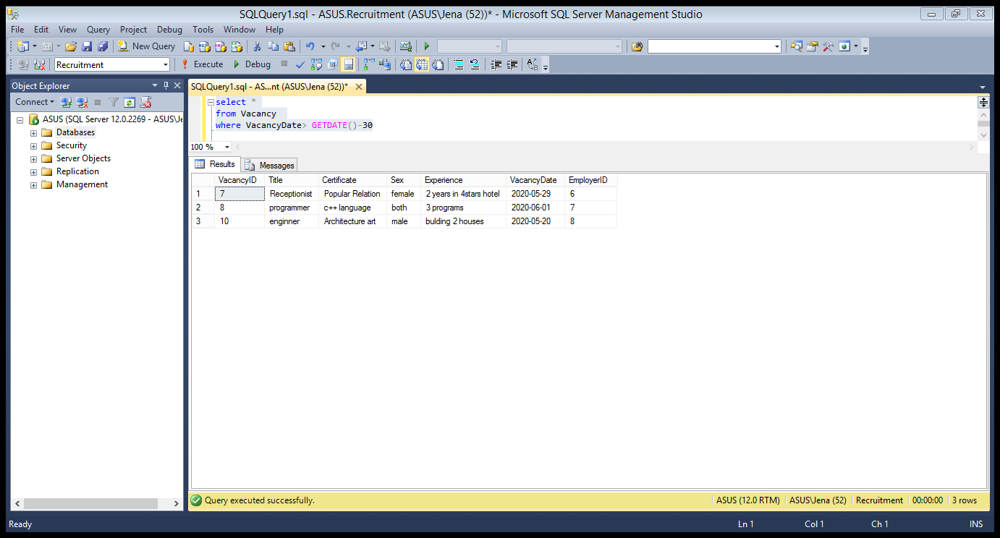 SQLQuery1.sql - ASUS.Recruitment (ASUS\Jena (52))* - Microsoft SQL Server Management Studio
File Edit View Query Project Debug Tools Window Help
New Query
Recruitment Execute Debug
Object Explorer
Connect
ASUS (SQL Server 12.0.2269 - ASUS\Je
Databases
Security
Server Objects
Replication
Management
SQLQuery1.sql - AS...nt (ASUS\Jena (52))*
select *
from Vacancy
where VacancyDate> GETDATE()-30
100 %
Results Messages
VacancyID Title Certificate Sex Experience VacancyDate EmployerID
1 7 Receptionist Popular Relation female 2 years in 4stars hotel 2020-05-29 6
2 8 programmer c++ language both 3 programs 2020-06-01 7
3 10 enginner Architecture art male bulding 2 houses 2020-05-20 8
Query executed successfully. ASUS (12.0 RTM) ASUS\Jena (52) Recruitment 00:00:00 3 rows
Ready Ln 1 Col 1 Ch 1 INS